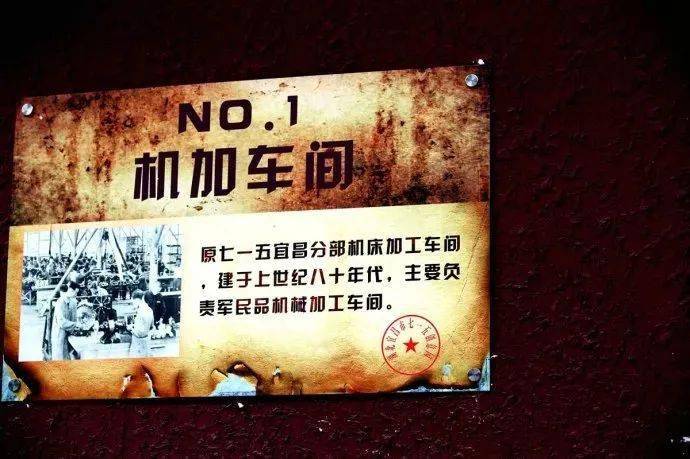 NO.1
机加车间
原七一五宜昌分部机床加工车间
，建于上世纪八十年代，主要负
责军民品机械加工车间。